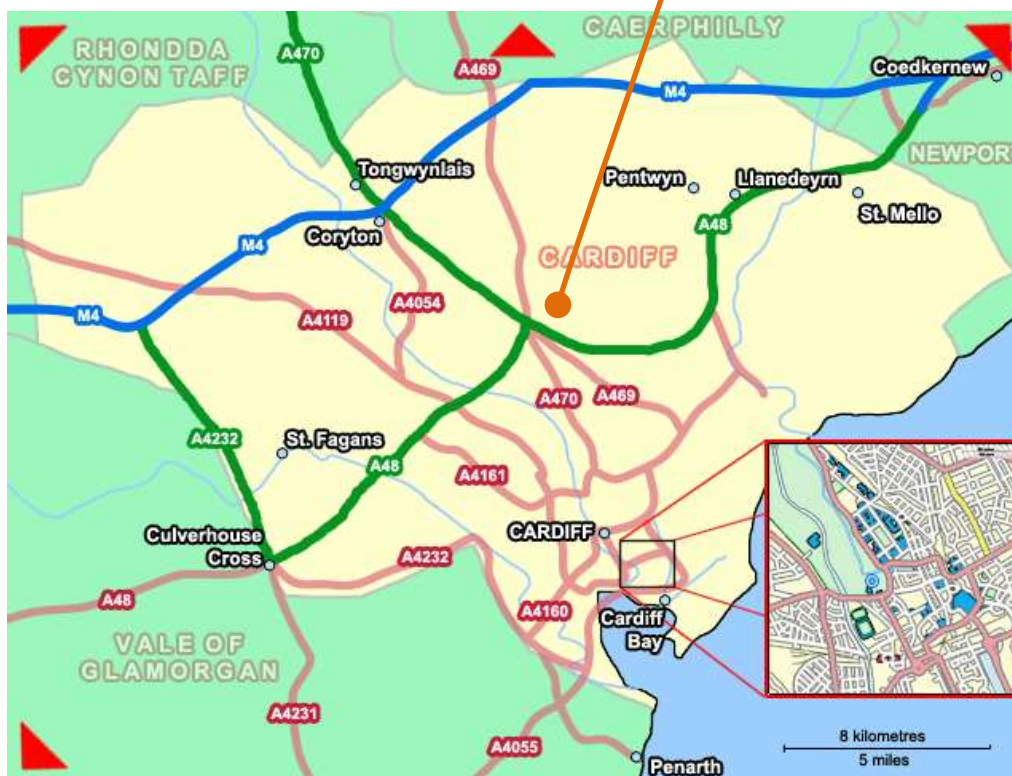 RHONDDA
CYNON TAFF
A470
A469
CAERPHILLY
Coedkernew
M4
NEWPORT
Tongwynlais
Pentwyn
Llanedeyrn
St. Mello
Coryton
A48
M4
CARDIFF
A4054
A4119
M4
A470
A469
A4232
St. Fagans
A48
A4161
Culverhouse
Cross
CARDIFF
A4232
A48
A4160
Cardiff
Bay
VALE OF
GLAMORGAN
A4231
A4055
Penarth
8 kilometres
5 miles